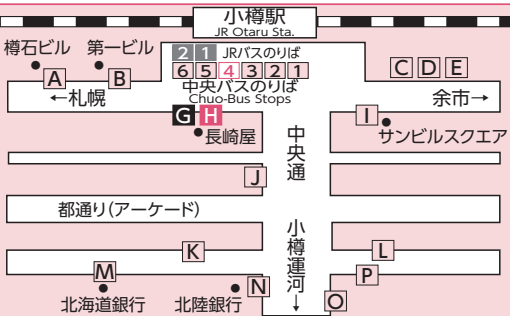 小樽駅
JR Otaru Sta.
樽石ビル
第一ビル
2 1 JRバスのりば
6 5 4 3 2 1
中央バスのりば
Chuo-Bus Stops
A
B
C D E
←札幌
余市→
G H
I
長崎屋
サンビルスクエア
中央通
J
都通り(アーケード)
小樽運河→
K
L
M
N
P
O
北海道銀行
北陸銀行